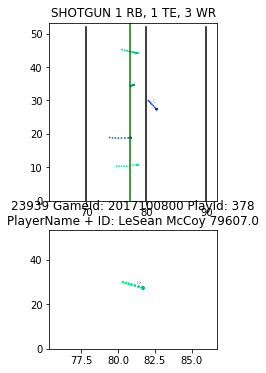 SHOTGUN 1 RB, 1 TE, 3 WR
50
40
30
20
10
0
70 80 90
23939 GameId: 2017100800 PlayId: 378
PlayerName + ID: LeSean McCoy 79607.0
40
20
0
77.5 80.0 82.5 85.0